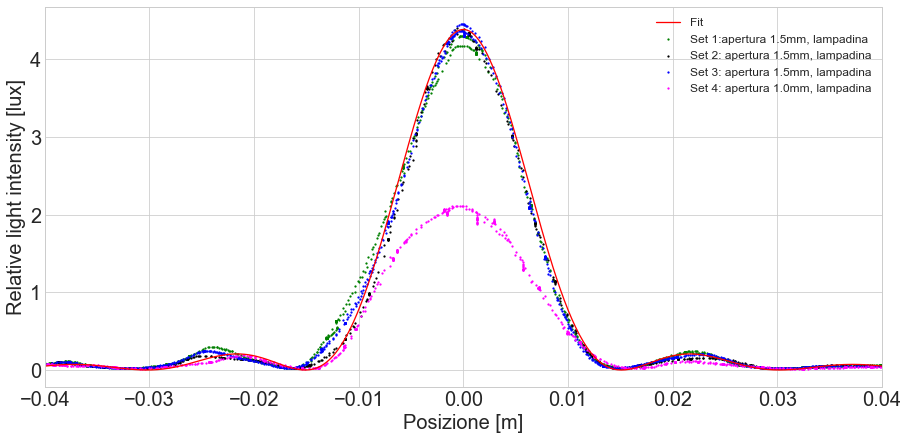 Fit
Set 1:apertura 1.5mm, lampadina
Set 2: apertura 1.5mm, lampadina
Set 3: apertura 1.5mm, lampadina
Set 4: apertura 1.0mm, lampadina
Relative light intensity [lux]
4
3
2
1
0
−0.04 −0.03 −0.02 −0.01 0.00 0.01 0.02 0.03 0.04
Posizione [m]